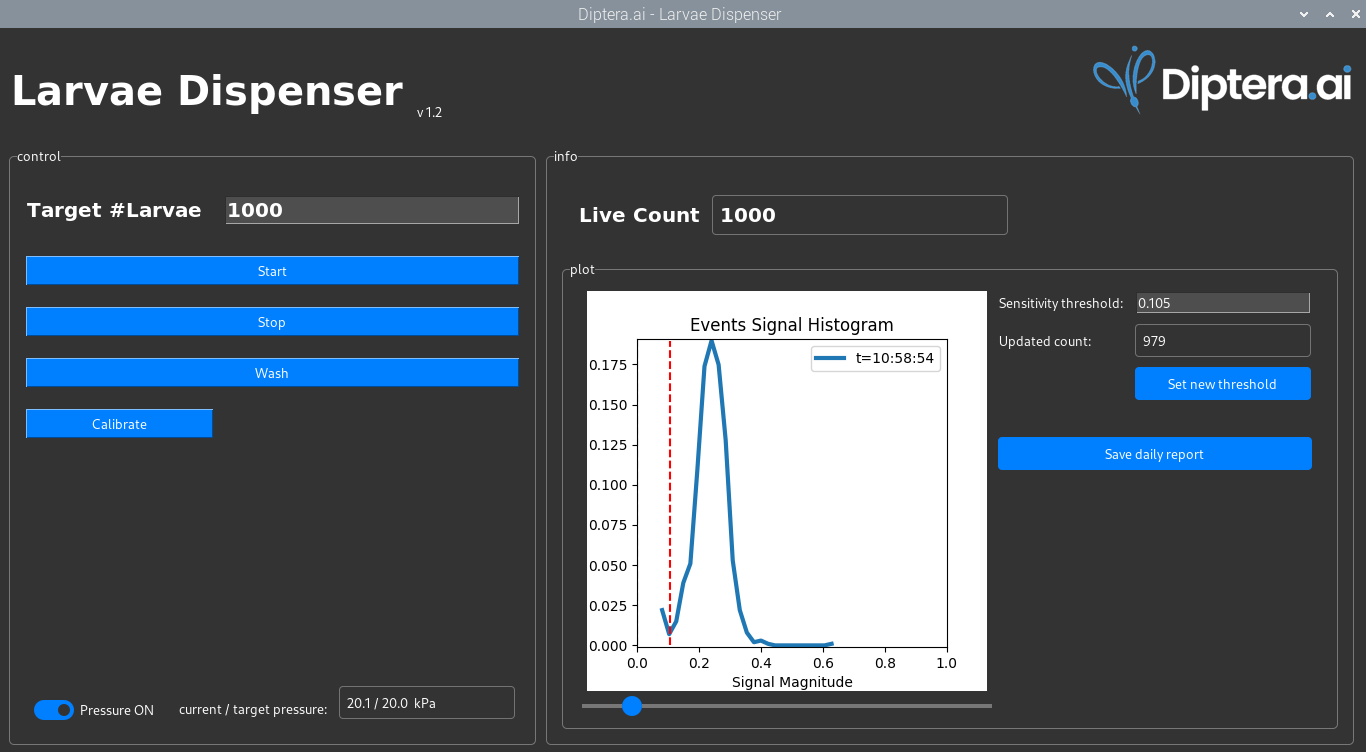 Diptera.ai - Larvae Dispenser
Larvae Dispenser
v 1.2
Diptera.ai
control
Target #Larvae 1000
Start
Stop
Wash
Calibrate
Pressure ON current / target pressure: 20.1 / 20.0 kPa
info
Live Count 1000
plot
Events Signal Histogram
t=10:58:54
0.175
0.150
0.125
0.100
0.075
0.050
0.025
0.000
0.0 0.2 0.4 0.6 0.8 1.0
Signal Magnitude
Sensitivity threshold: 0.105
Updated count: 979
Set new threshold
Save daily report